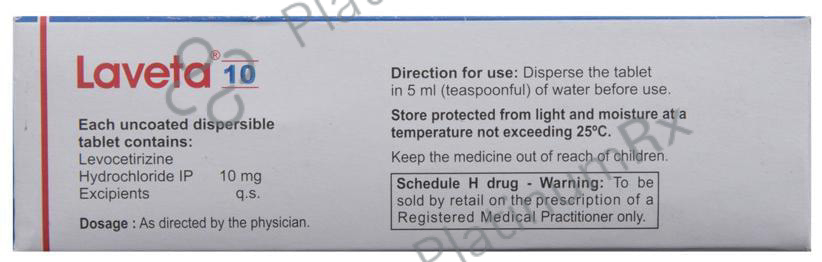 Laveta® 10
Each uncoated dispersible
tablet contains:
Levocetirizine
Hydrochloride IP 10 mg
Excipients q.s.
Dosage : As directed by the physician.
Direction for use: Disperse the tablet
in 5 ml (teaspoonful) of water before use.
Store protected from light and moisture at a
temperature not exceeding 25ºC.
Keep the medicine out of reach of children.
Schedule H drug - Warning: To be
sold by retail on the prescription of a
Registered Medical Practitioner only.
PlatinumRx